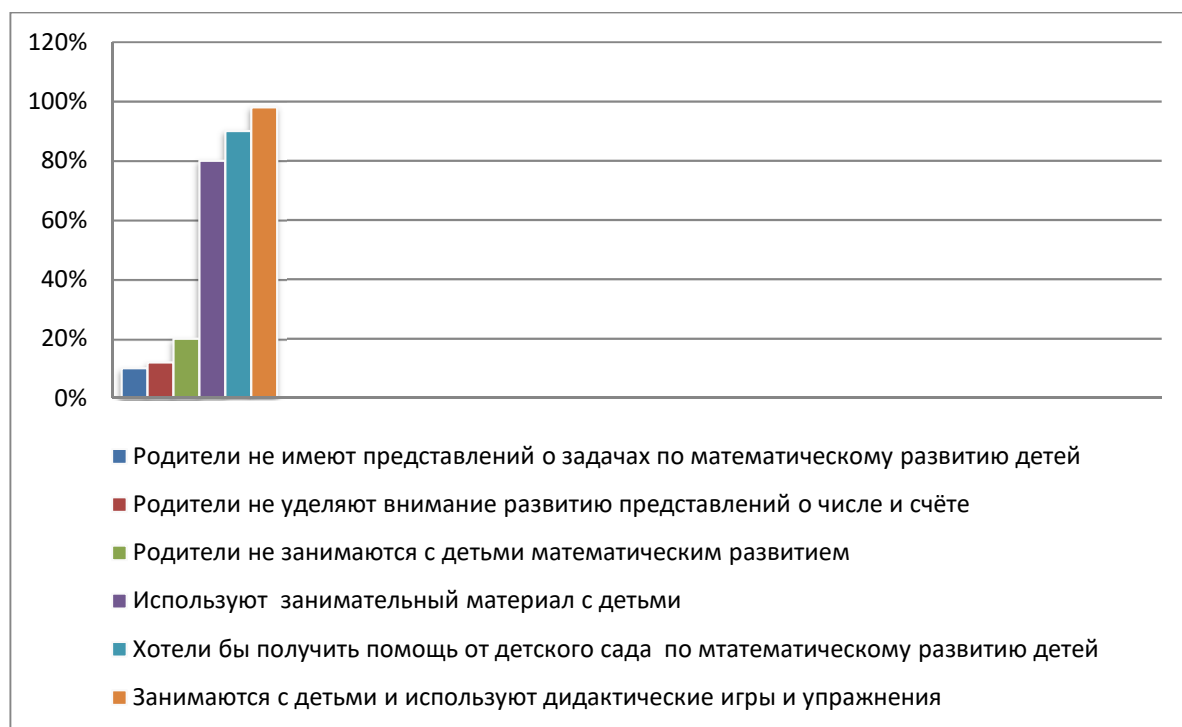 120%
100%
80%
60%
40%
20%
0%
Родители не имеют представлений о задачах по математическому развитию детей
Родители не уделяют внимание развитию представлений о числе и счёте
Родители не занимаются с детьми математическим развитием
Используют занимательный материал с детьми
Хотели бы получить помощь от детского сада по мтатематическому развитию детей
Занимаются с детьми и используют дидактические игры и упражнения